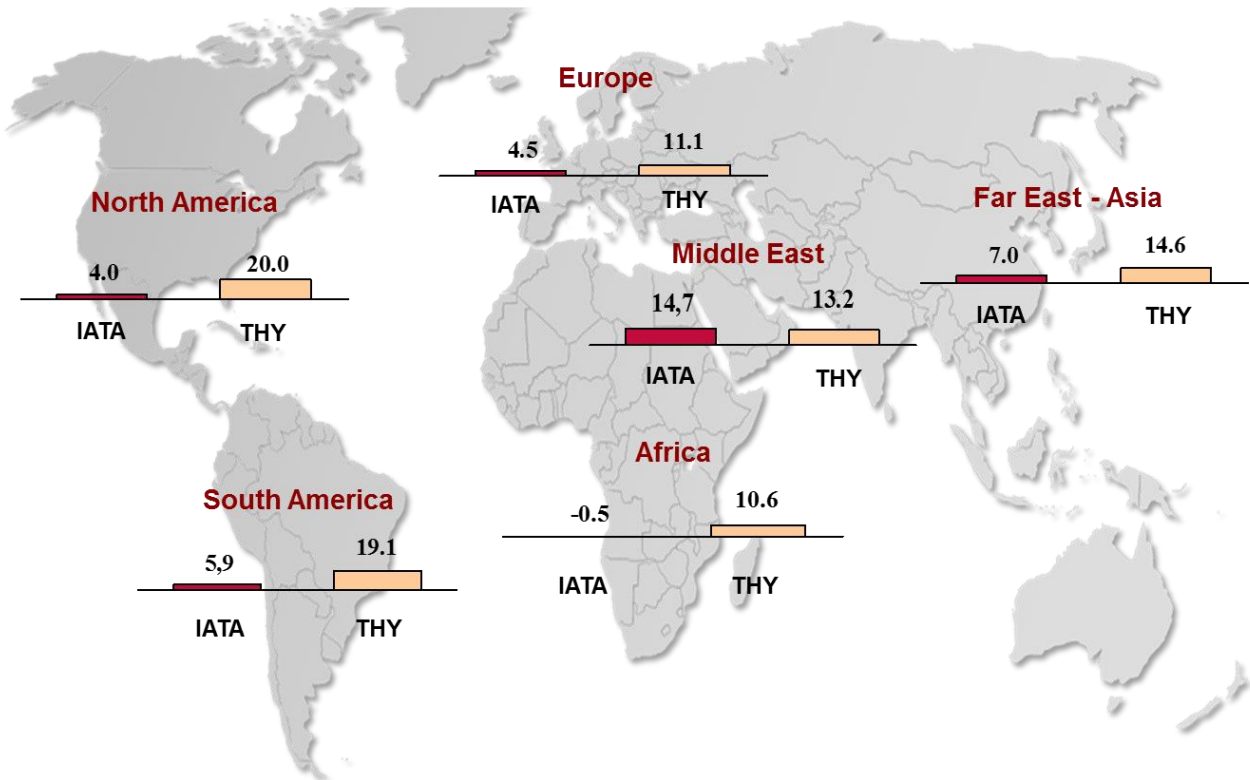 Europe
4.5 11.1
IATA THY
North America
4.0 20.0
IATA THY
Far East - Asia
7.0 14.6
IATA THY
Middle East
14,7 13.2
IATA THY
Africa
-0.5 10.6
IATA THY
South America
5,9 19.1
IATA THY